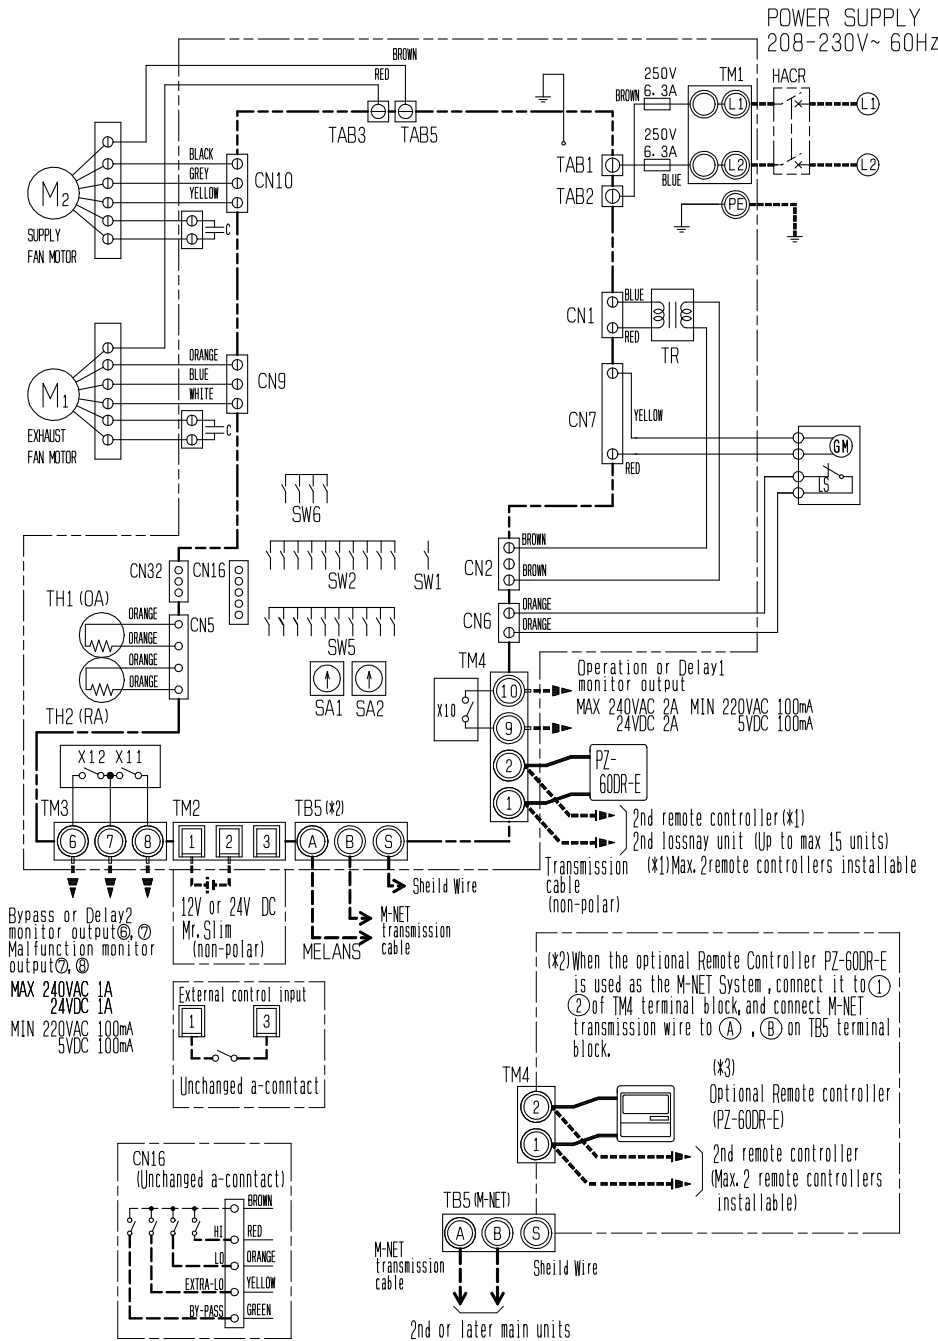 POWER SUPPLY
208-230V~ 60Hz
BROWN
RED
TAB3
TAB5
250V
6.3A
BROWN
TM1
HACR
L1
L1
250V
6.3A
BLUE
TAB1
TAB2
L2
L2
PE
M2
SUPPLY
FAN MOTOR
BLACK
GREY
YELLOW
CN10
C
CN1
BLUE
RED
TR
M1
EXHAUST
FAN MOTOR
ORANGE
BLUE
WHITE
CN9
C
CN7
YELLOW
RED
GM
LS
SW6
SW2
SW1
SW5
SA1
SA2
CN32
CN16
CN2
BROWN
BROWN
TH1(OA)
ORANGE
ORANGE
ORANGE
ORANGE
CN5
TH2(RA)
CN6
ORANGE
ORANGE
TM4
X10
10
9
2
1
Operation or Delay1
monitor output
MAX 240VAC 2A MIN 220VAC 100mA
24VDC 2A 5VDC 100mA
PZ-
60DR-E
2nd remote controller(*1)
2nd lossnay unit (Up to max 15 units)
(*1)Max.2remote controllers installable
Transmission
cable
(non-polar)
X12 X11
TM3
6 7 8
TM2
1 2 3
TB5(*2)
A B S
Bypass or Delay2
monitor output⑥,⑦
Malfunction monitor
output⑦,⑧
MAX 240VAC 1A
24VDC 1A
MIN 220VAC 100mA
5VDC 100mA
12V or 24V DC
Mr.Slim
(non-polar)
Sheild Wire
M-NET
transmission
cable
MELANS
External control input
1 3
Unchanged a-conntact
(*2)When the optional Remote Controller PZ-60DR-E
is used as the M-NET System, connect it to ①
②of TM4 terminal block,and connect M-NET
transmission wire to Ⓐ , Ⓑ on TB5 terminal
block.
(*3)
Optional Remote controller
(PZ-60DR-E)
TM4
2
1
2nd remote controller
(Max.2 remote controllers
installable)
TB5(M-NET)
A B S
M-NET
transmission
cable
Sheild Wire
2nd or later main units
CN16
(Unchanged a-conntact)
BROWN
HI
RED
LO
ORANGE
EXTRA-LO
YELLOW
BY-PASS
GREEN